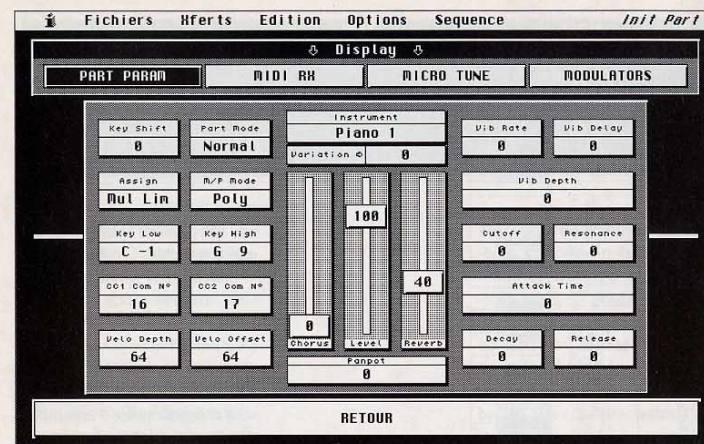 Fichiers Xferts Edition Options Sequence Init Part
⇩ Display ⇩
PART PARAM MIDI RX MICRO TUNE MODULATORS
Key Shift
0
Part Mode
Normal
Assign
Mul Lim
M/P Mode
Poly
Key Low
C -1
Key High
G 9
CC1 Com N°
16
CC2 Com N°
17
Velo Depth
64
Velo Offset
64
Instrument
Piano 1
Variation ⇨ 0
0
Chorus
100
Level
40
Reverb
Panpot
0
Vib Rate
0
Vib Delay
0
Vib Depth
0
Cutoff
0
Resonance
0
Attack Time
0
Decay
0
Release
0
RETOUR